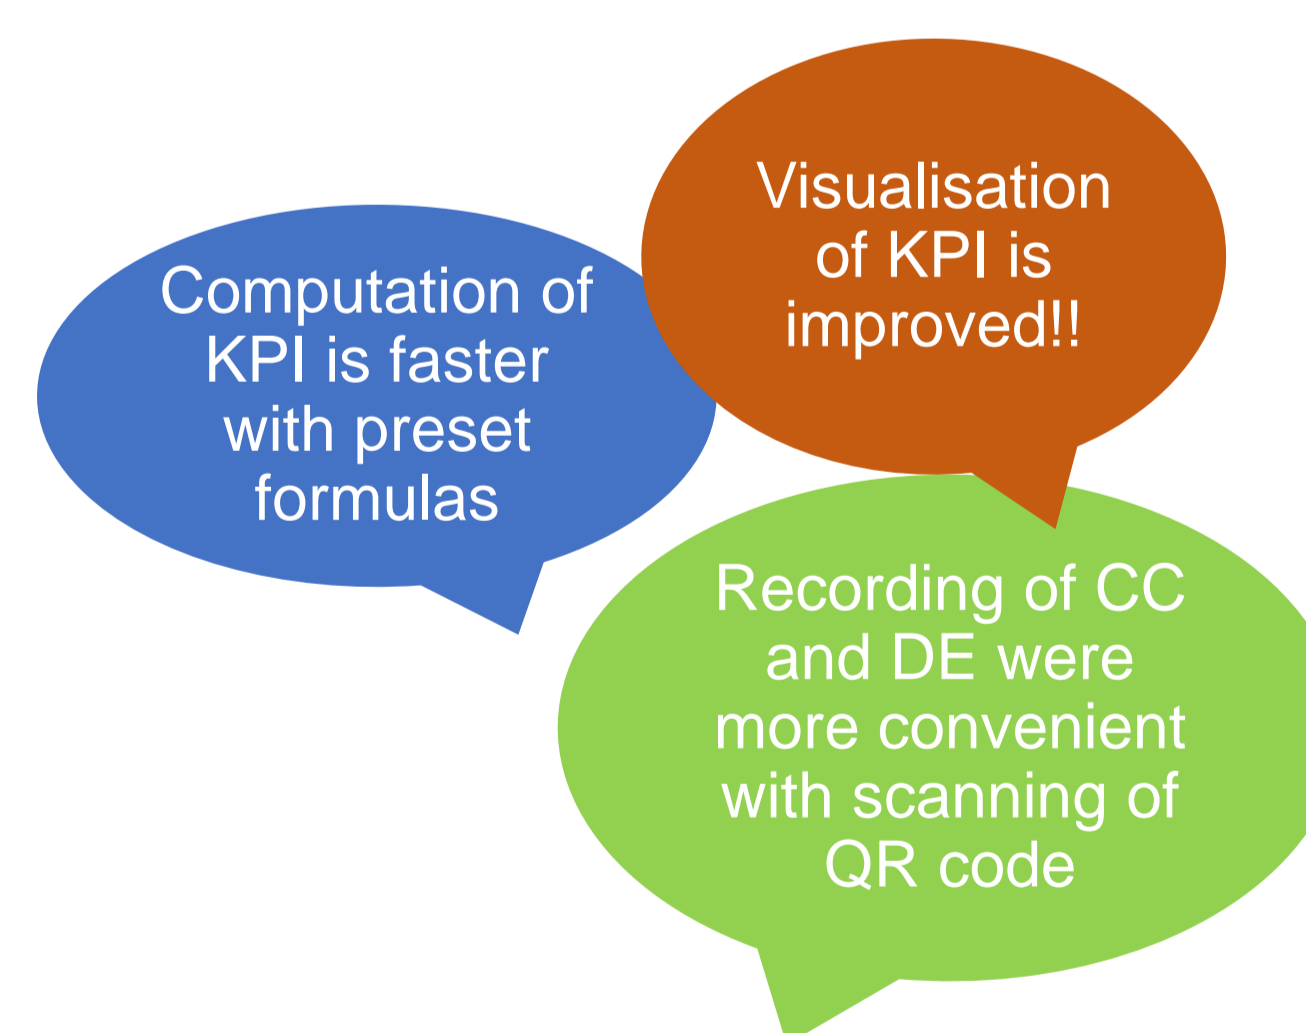 Computation of
KPI is faster
with preset
formulas
Visualisation
of KPI is
improved!!
Recording of CC
and DE were
more convenient
with scanning of
QR code